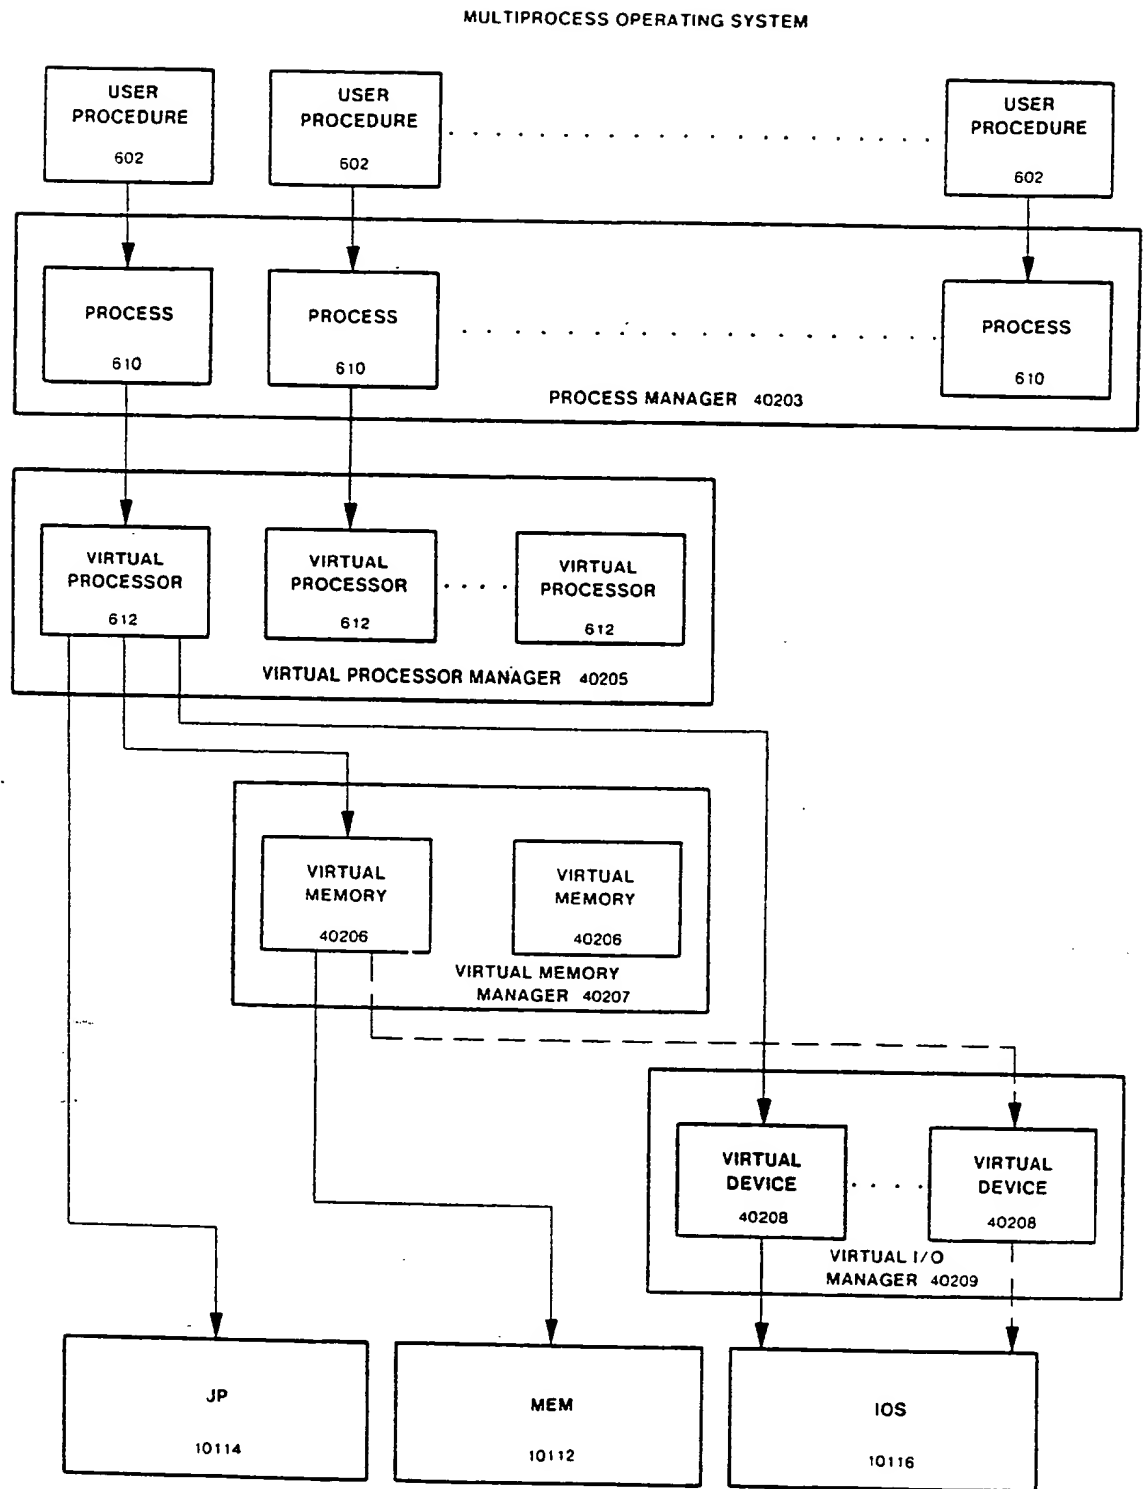 MULTIPROCESS OPERATING SYSTEM
USER
PROCEDURE
602
USER
PROCEDURE
602
USER
PROCEDURE
602
PROCESS
610
PROCESS
610
PROCESS
610
PROCESS MANAGER 40203
VIRTUAL
PROCESSOR
612
VIRTUAL
PROCESSOR
612
VIRTUAL
PROCESSOR
612
VIRTUAL PROCESSOR MANAGER 40205
VIRTUAL
MEMORY
40206
VIRTUAL
MEMORY
40206
VIRTUAL MEMORY
MANAGER 40207
VIRTUAL
DEVICE
40208
VIRTUAL
DEVICE
40208
VIRTUAL I/O
MANAGER 40209
JP
10114
MEM
10112
IOS
10116